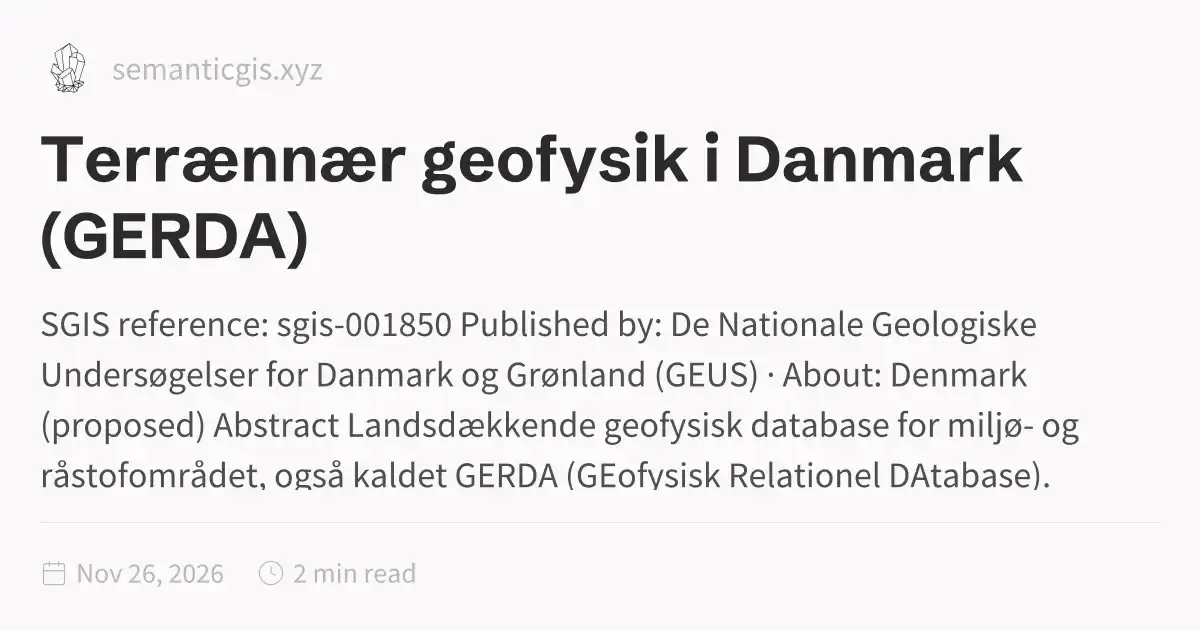 semanticgis.xyz
Terrænnær geofysik i Danmark
(GERDA)
SGIS reference: sgis-001850 Published by: De Nationale Geologiske
Undersøgelser for Danmark og Grønland (GEUS) · About: Denmark
(proposed) Abstract Landsdækkende geofysisk database for miljø- og
råstofområdet, også kaldet GERDA (GEofysisk Relationel DAtabase).
Nov 26, 2026 2 min read